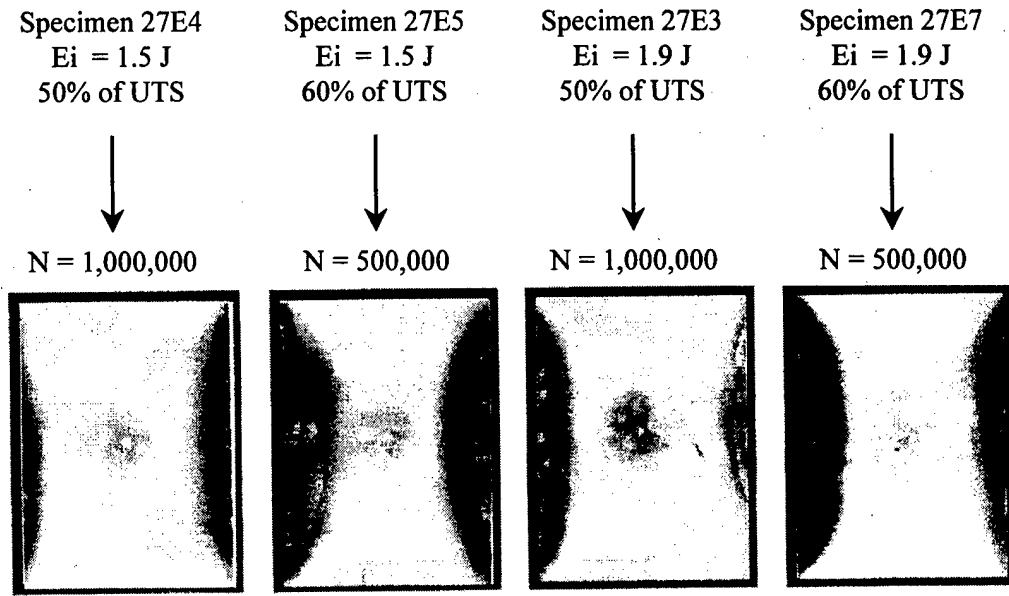 Specimen 27E4
Ei = 1.5 J
50% of UTS
N = 1,000,000
Specimen 27E5
Ei = 1.5 J
60% of UTS
N = 500,000
Specimen 27E3
Ei = 1.9 J
50% of UTS
N = 1,000,000
Specimen 27E7
Ei = 1.9 J
60% of UTS
N = 500,000